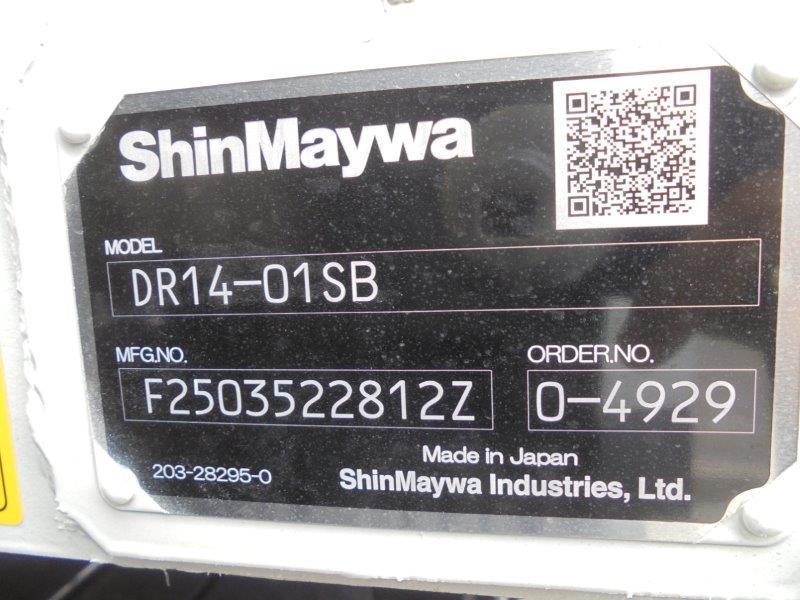 ShinMaywa
MODEL
DR14-01SB
MFG.NO.
F2503522812Z
ORDER.NO.
0-4929
Made in Japan
203-28295-0
ShinMaywa Industries, Ltd.